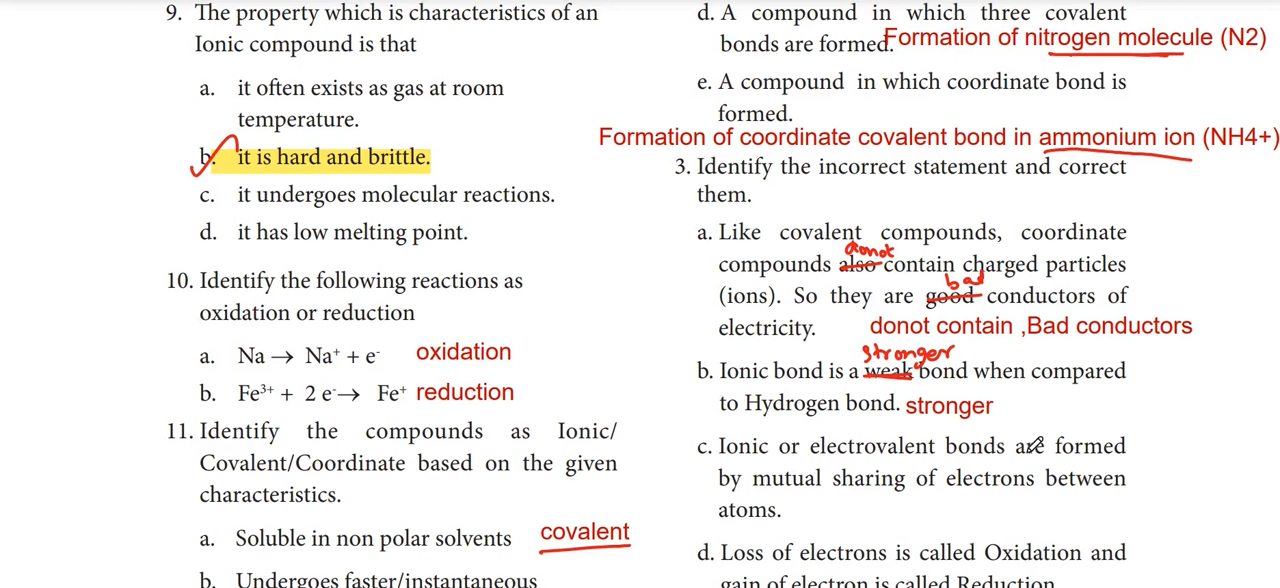 9. The property which is characteristics of an
Ionic compound is that
a. it often exists as gas at room
temperature.
b. it is hard and brittle.
c. it undergoes molecular reactions.
d. it has low melting point.
10. Identify the following reactions as
oxidation or reduction
a. Na → Na⁺ + e⁻ oxidation
b. Fe³⁺ + 2 e⁻→ Fe⁺ reduction
11. Identify the compounds as Ionic/
Covalent/Coordinate based on the given
characteristics.
a. Soluble in non polar solvents covalent
b. Undergoes faster/instantaneous
d. A compound in which three covalent
bonds are formed. Formation of nitrogen molecule (N2)
e. A compound in which coordinate bond is
formed.
Formation of coordinate covalent bond in ammonium ion (NH4+)
3. Identify the incorrect statement and correct
them.
a. Like covalent compounds, coordinate
donot
compounds also contain charged particles
bad
(ions). So they are good conductors of
electricity. donot contain ,Bad conductors
stronger
b. Ionic bond is a weak bond when compared
to Hydrogen bond. stronger
c. Ionic or electrovalent bonds are formed
by mutual sharing of electrons between
atoms.
d. Loss of electrons is called Oxidation and
gain of electron is called Reduction.